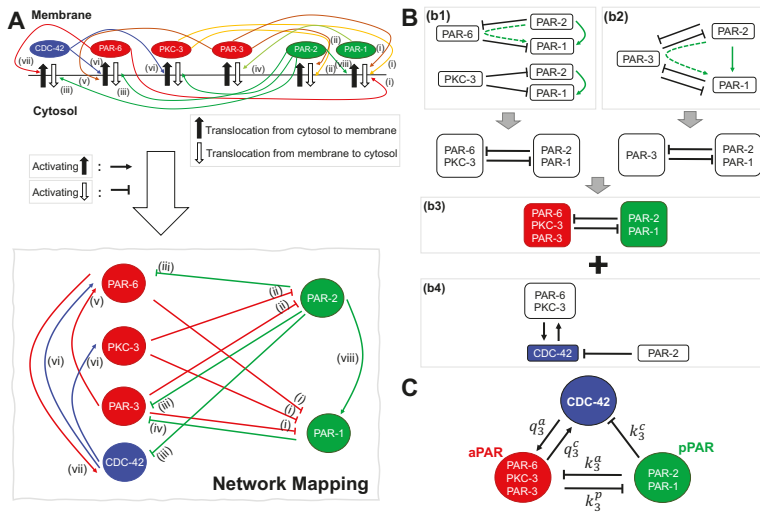 A
Membrane
CDC-42
PAR-6
PKC-3
PAR-3
PAR-2
PAR-1
(i)
(ii)
(ii)
(i)
(vii)
(vi)
(vi)
(iv)
(viii)
(v)
(iii)
(iii)
(i)
Cytosol
Translocation from cytosol to membrane
Translocation from membrane to cytosol
Activating :
Activating :
PAR-6
(iii)
(v)
(ii)
PAR-2
(ii)
PKC-3
(vi)
(vi)
(viii)
PAR-3
(iii)
(i)
(i)
(i)
(iv)
PAR-1
CDC-42
(iii)
(vii)
Network Mapping
B
(b1)
PAR-6
PAR-2
PAR-1
PKC-3
PAR-2
PAR-1
(b2)
PAR-3
PAR-2
PAR-1
PAR-6
PKC-3
PAR-2
PAR-1
PAR-3
PAR-2
PAR-1
(b3)
PAR-6
PKC-3
PAR-3
PAR-2
PAR-1
+
(b4)
PAR-6
PKC-3
CDC-42
PAR-2
C
CDC-42
q₃ᵃ
q₃ᶜ
k₃ᶜ
aPAR
pPAR
PAR-6
PKC-3
PAR-3
k₃ᵃ
k₃ᵖ
PAR-2
PAR-1